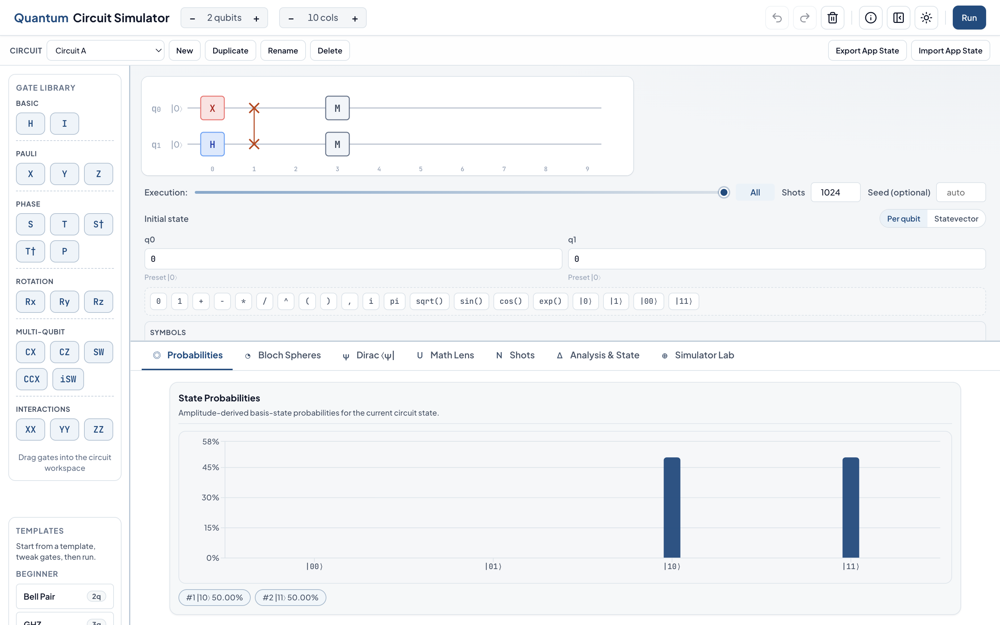 Quantum Circuit Simulator
– 2 qubits +
– 10 cols +
Run
CIRCUIT
Circuit A
New
Duplicate
Rename
Delete
Export App State
Import App State
GATE LIBRARY
BASIC
H I
PAULI
X Y Z
PHASE
S T S†
T† P
ROTATION
Rx Ry Rz
MULTI-QUBIT
CX CZ SW
CCX iSW
INTERACTIONS
XX YY ZZ
Drag gates into the circuit
workspace
TEMPLATES
Start from a template,
tweak gates, then run.
BEGINNER
Bell Pair 2q
GHZ 3q
q0 |0⟩ X M
q1 |0⟩ H M
0 1 2 3 4 5 6 7 8 9
Execution: All Shots 1024 Seed (optional) auto
Initial state
Per qubit Statevector
q0 q1
0 0
Preset |0⟩ Preset |0⟩
0 1 + - * / ^ ( ) , i pi sqrt() sin() cos() exp() |0⟩ |1⟩ |00⟩ |11⟩
SYMBOLS
◎ Probabilities
◔ Bloch Spheres
ψ Dirac ⟨ψ|
U Math Lens
N Shots
Δ Analysis & State
⊕ Simulator Lab
State Probabilities
Amplitude-derived basis-state probabilities for the current circuit state.
58%
45%
30%
15%
0%
|00⟩ |01⟩ |10⟩ |11⟩
#1 |10⟩ 50.00% #2 |11⟩ 50.00%